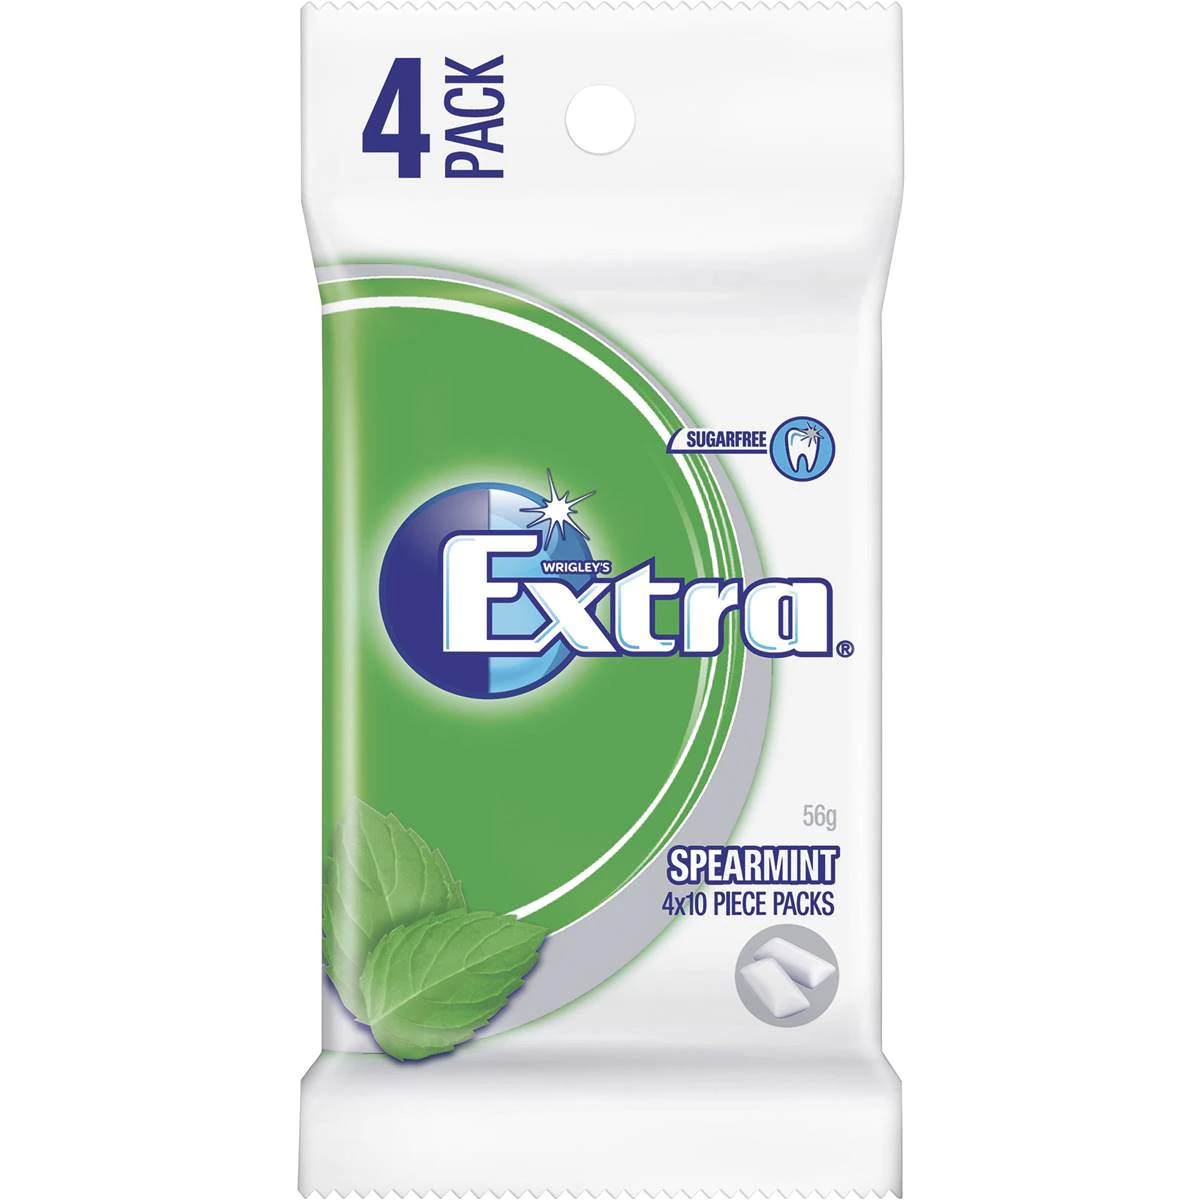 4 PACK
SUGARFREE
WRIGLEY'S
Extra®
56g
SPEARMINT
4x10 PIECE PACKS